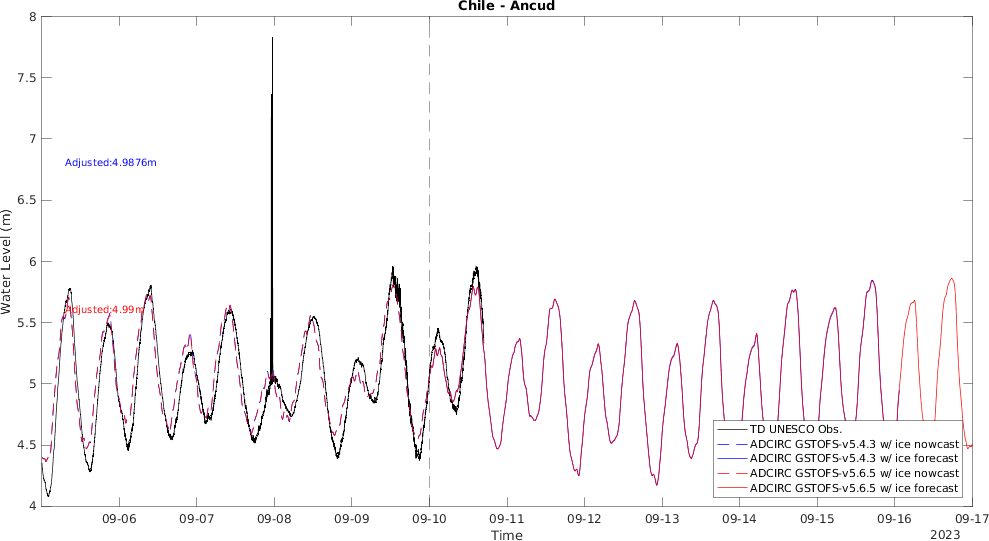 Chile - Ancud
8
7.5
7
6.5
6
5.5
5
4.5
4
Water Level (m)
Adjusted:4.9876m
Adjusted:4.99m
TD UNESCO Obs.
ADCIRC GSTOFS-v5.4.3 w/ ice nowcast
ADCIRC GSTOFS-v5.4.3 w/ ice forecast
ADCIRC GSTOFS-v5.6.5 w/ ice nowcast
ADCIRC GSTOFS-v5.6.5 w/ ice forecast
09-06 09-07 09-08 09-09 09-10 09-11 09-12 09-13 09-14 09-15 09-16 09-17
Time
2023